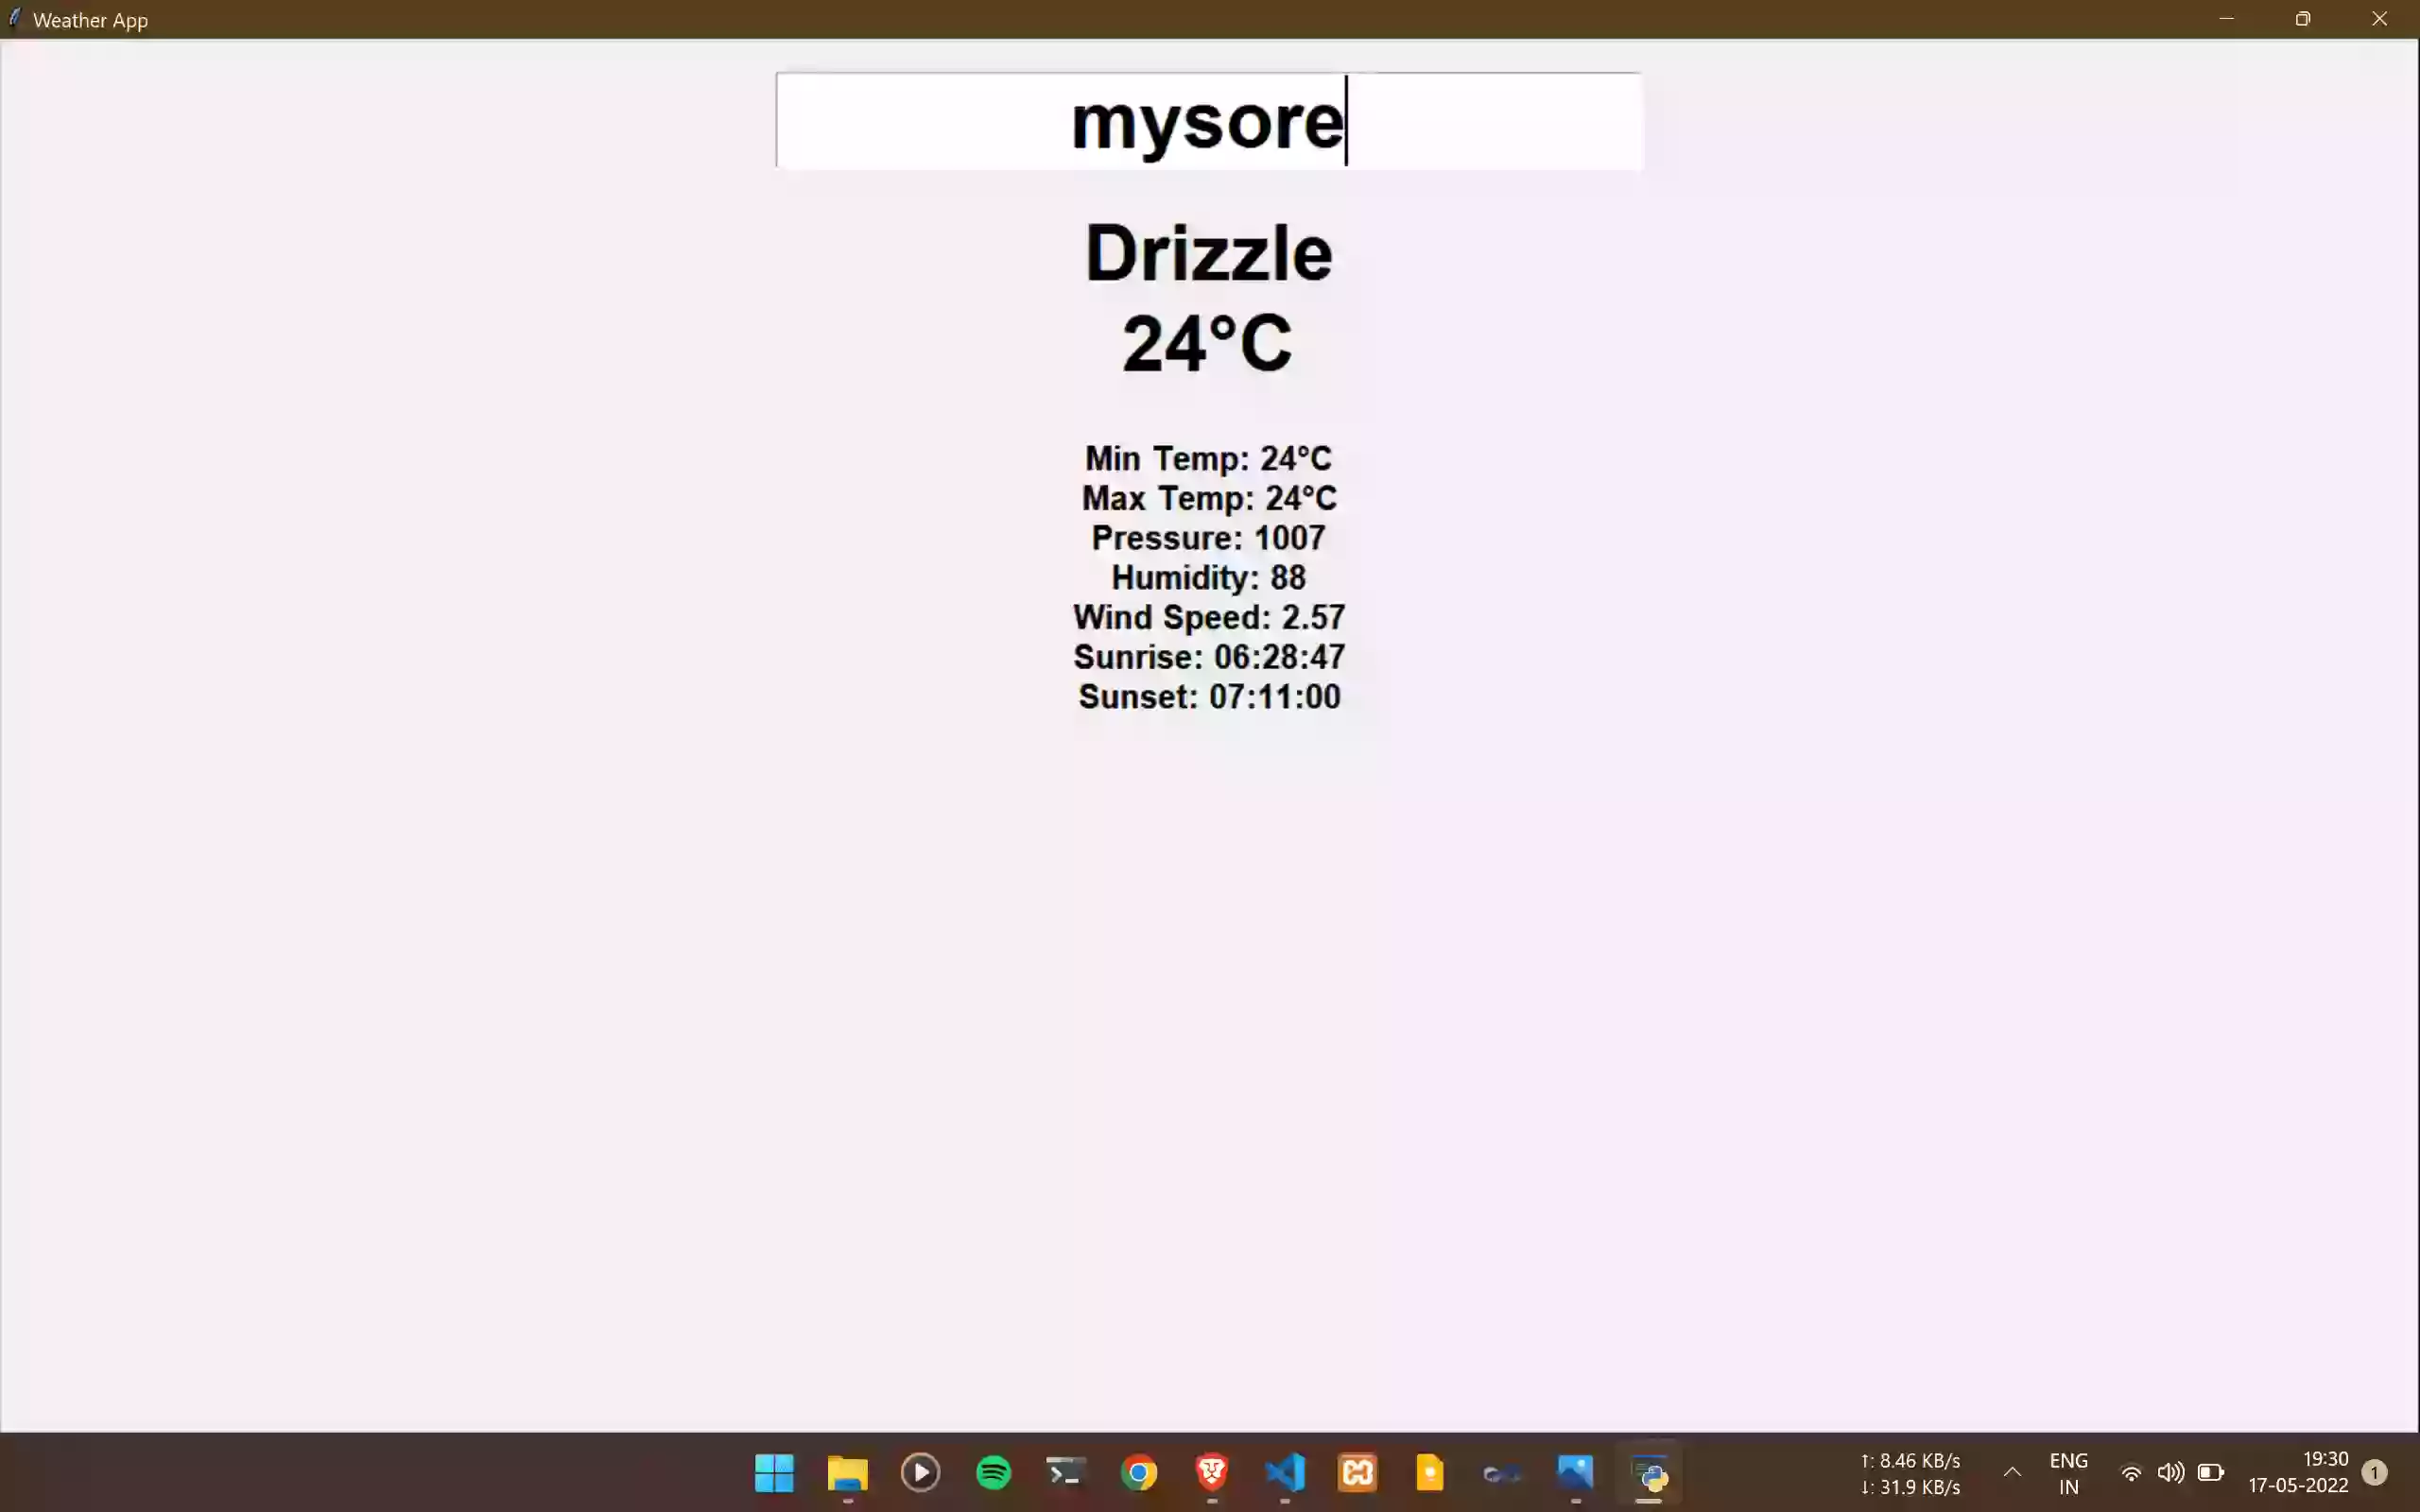 Weather App
mysore
Drizzle
24°C
Min Temp: 24°C
Max Temp: 24°C
Pressure: 1007
Humidity: 88
Wind Speed: 2.57
Sunrise: 06:28:47
Sunset: 07:11:00
↑: 8.46 KB/s
↓: 31.9 KB/s
ENG
IN
19:30
17-05-2022
1